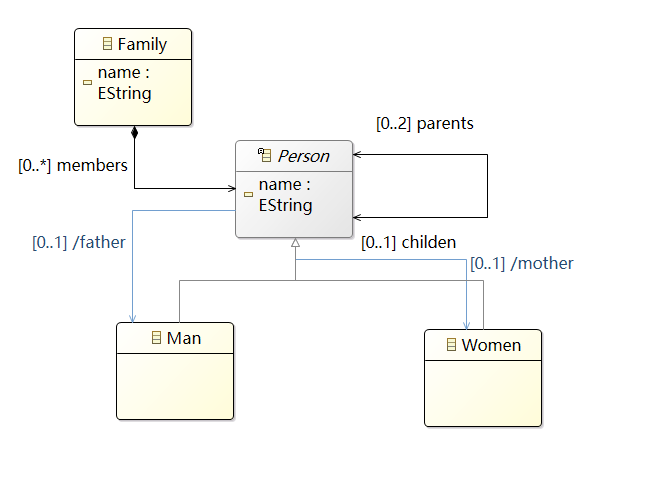 Family
name :
EString
[0..2] parents
Person
[0..*] members
name :
EString
[0..1] /father
[0..1] childen
[0..1] /mother
Man
Women